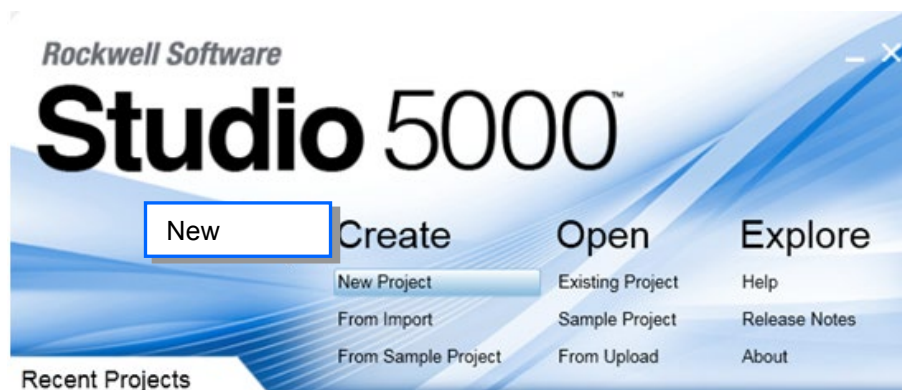 Rockwell Software
Studio 5000™
New
Create Open Explore
New Project Existing Project Help
From Import Sample Project Release Notes
From Sample Project From Upload About
Recent Projects